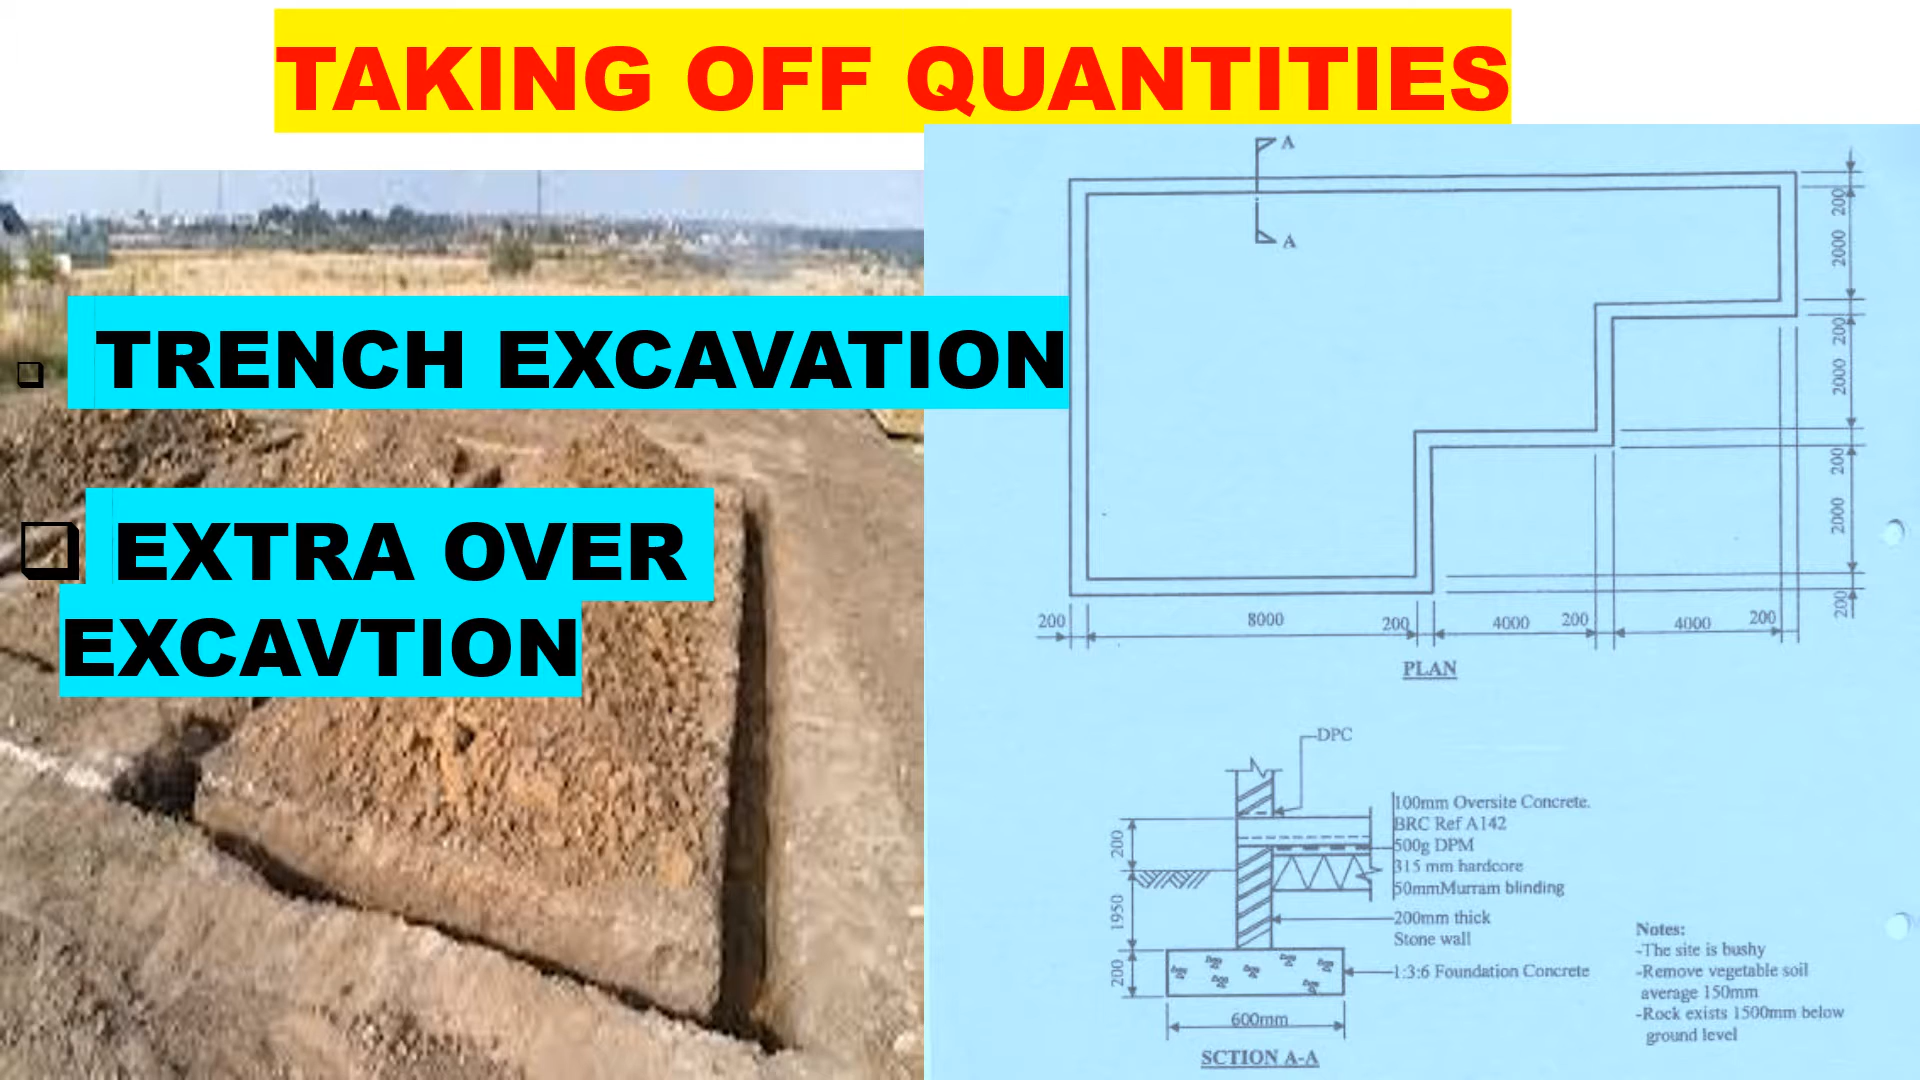 TAKING OFF QUANTITIES
TRENCH EXCAVATION
EXTRA OVER
EXCAVTION
A
A
200
2000
200
2000
200
2000
200
200
8000
200
4000
200
4000
200
PLAN
DPC
100mm Oversite Concrete.
BRC Ref A142
500g DPM
315 mm hardcore
50mmMurram blinding
200mm thick
Stone wall
1:3:6 Foundation Concrete
200
1950
200
600mm
SCTION A-A
Notes:
-The site is bushy
-Remove vegetable soil
average 150mm
-Rock exists 1500mm below
ground level